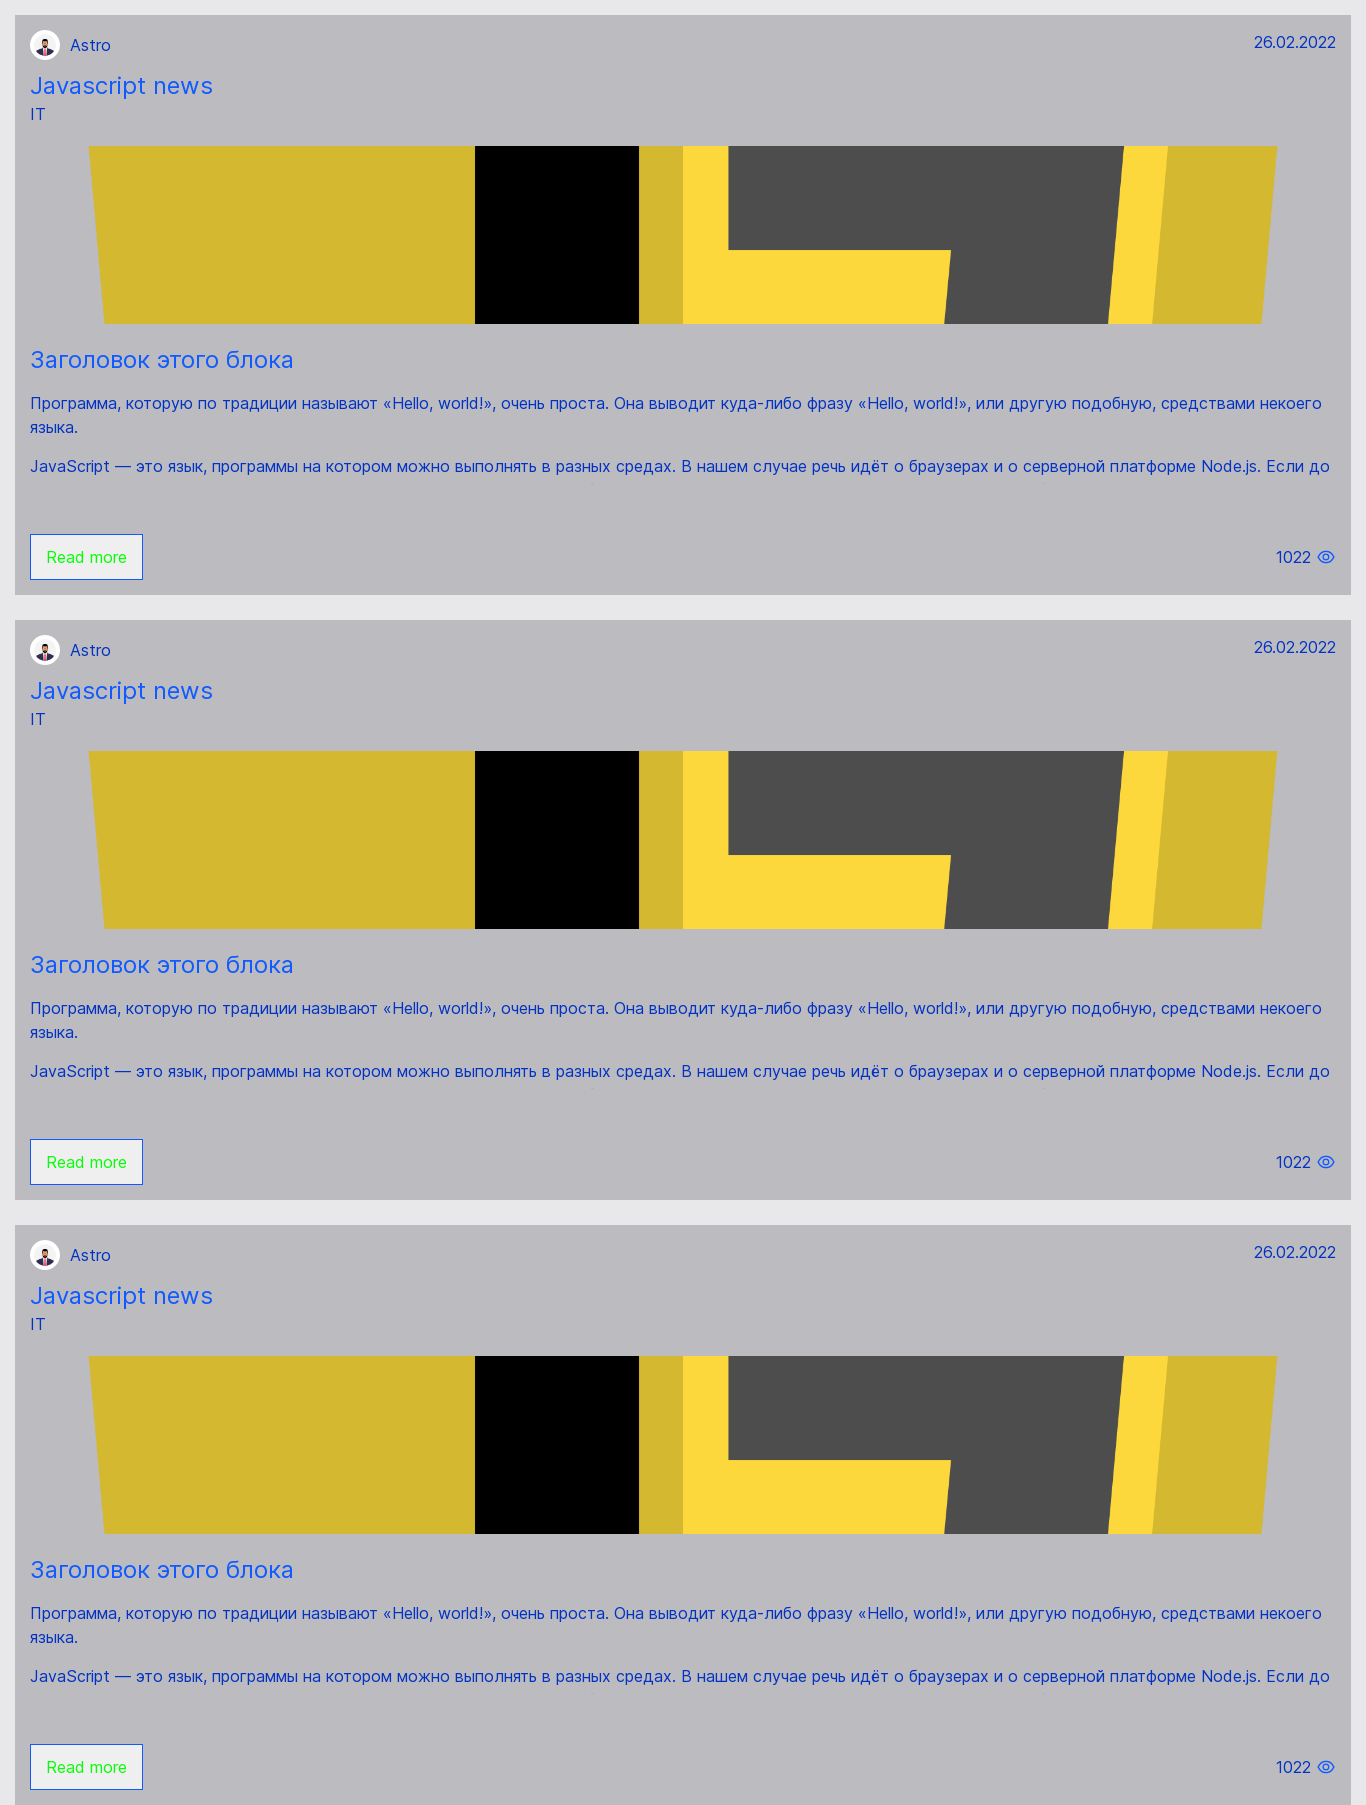 Astro
26.02.2022
Javascript news
IT
Заголовок этого блока
Программа, которую по традиции называют «Hello, world!», очень проста. Она выводит куда-либо фразу «Hello, world!», или другую подобную, средствами некоего
языка.
JavaScript — это язык, программы на котором можно выполнять в разных средах. В нашем случае речь идёт о браузерах и о серверной платформе Node.js. Если до
Read more
1022
Astro
26.02.2022
Javascript news
IT
Заголовок этого блока
Программа, которую по традиции называют «Hello, world!», очень проста. Она выводит куда-либо фразу «Hello, world!», или другую подобную, средствами некоего
языка.
JavaScript — это язык, программы на котором можно выполнять в разных средах. В нашем случае речь идёт о браузерах и о серверной платформе Node.js. Если до
Read more
1022
Astro
26.02.2022
Javascript news
IT
Заголовок этого блока
Программа, которую по традиции называют «Hello, world!», очень проста. Она выводит куда-либо фразу «Hello, world!», или другую подобную, средствами некоего
языка.
JavaScript — это язык, программы на котором можно выполнять в разных средах. В нашем случае речь идёт о браузерах и о серверной платформе Node.js. Если до
Read more
1022